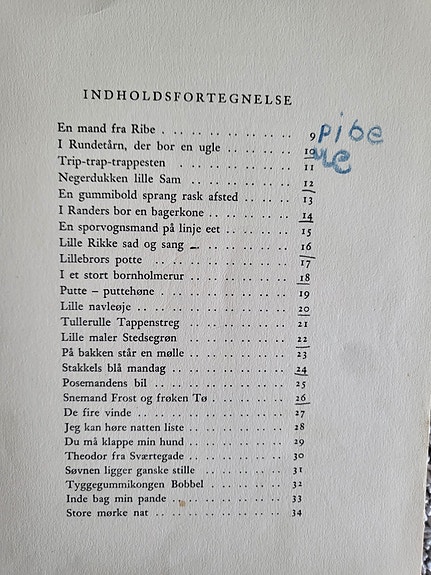 INDHOLDSFORTEGNELSE
En mand fra Ribe . . . . . . . . . . . 9 pibe
I Rundetårn, der bor en ugle . . . . . . . 10
Trip-trap-trappesten . . . . . . . . . 11
Negerdukken lille Sam . . . . . . . . . 12
En gummibold sprang rask afsted . . . . . . 13
I Randers bor en bagerkone . . . . . . . . 14
En sporvognsmand på linje eet . . . . . . . 15
Lille Rikke sad og sang . . . . . . . . . 16
Lillebrors potte . . . . . . . . . . . 17
I et stort bornholmerur . . . . . . . . . 18
Putte – puttehøne . . . . . . . . . . . 19
Lille navleøje . . . . . . . . . . . . 20
Tullerulle Tappenstreg . . . . . . . . . 21
Lille maler Stedsegrøn . . . . . . . . . 22
På bakken står en mølle . . . . . . . . . 23
Stakkels blå mandag . . . . . . . . . . 24
Posemandens bil . . . . . . . . . . . 25
Snemand Frost og frøken Tø . . . . . . . 26
De fire vinde . . . . . . . . . . . . 27
Jeg kan høre natten liste . . . . . . . . 28
Du må klappe min hund . . . . . . . . . 29
Theodor fra Sværtegade . . . . . . . . . 30
Søvnen ligger ganske stille . . . . . . . . 31
Tyggegummikongen Bobbel . . . . . . . . 32
Inde bag min pande . . . . . . . . . . 33
Store mørke nat . . . . . . . . . . . 34